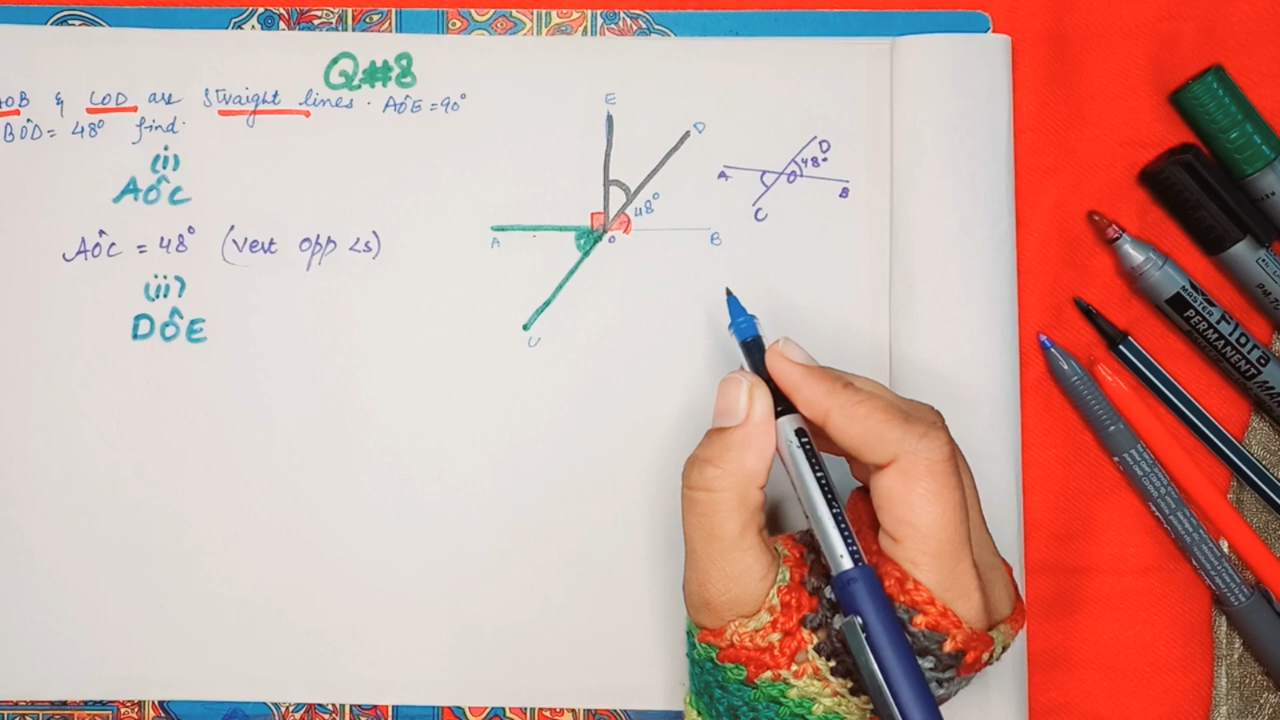 Q#8
AOB & COD are straight lines. AÔE = 90°
BÔD = 48° find.
(i)
AÔC
AÔC = 48° (vert opp ∠s)
(ii)
DÔE
E
D
48°
A
O
B
C
D
48°
A
O
B
C
MASTER Flora
PERMANENT MAR